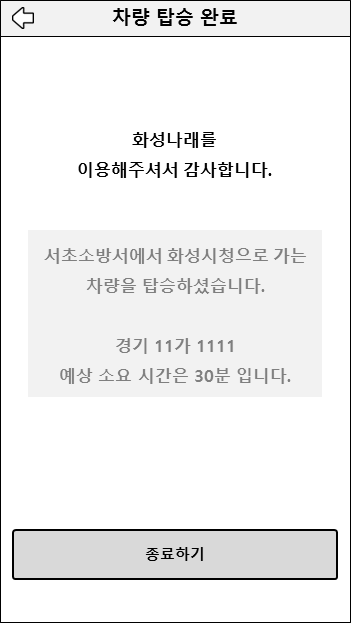 차량 탑승 완료
화성나래를
이용해주셔서 감사합니다.
서초소방서에서 화성시청으로 가는
차량을 탑승하셨습니다.
경기 11가 1111
예상 소요 시간은 30분 입니다.
종료하기